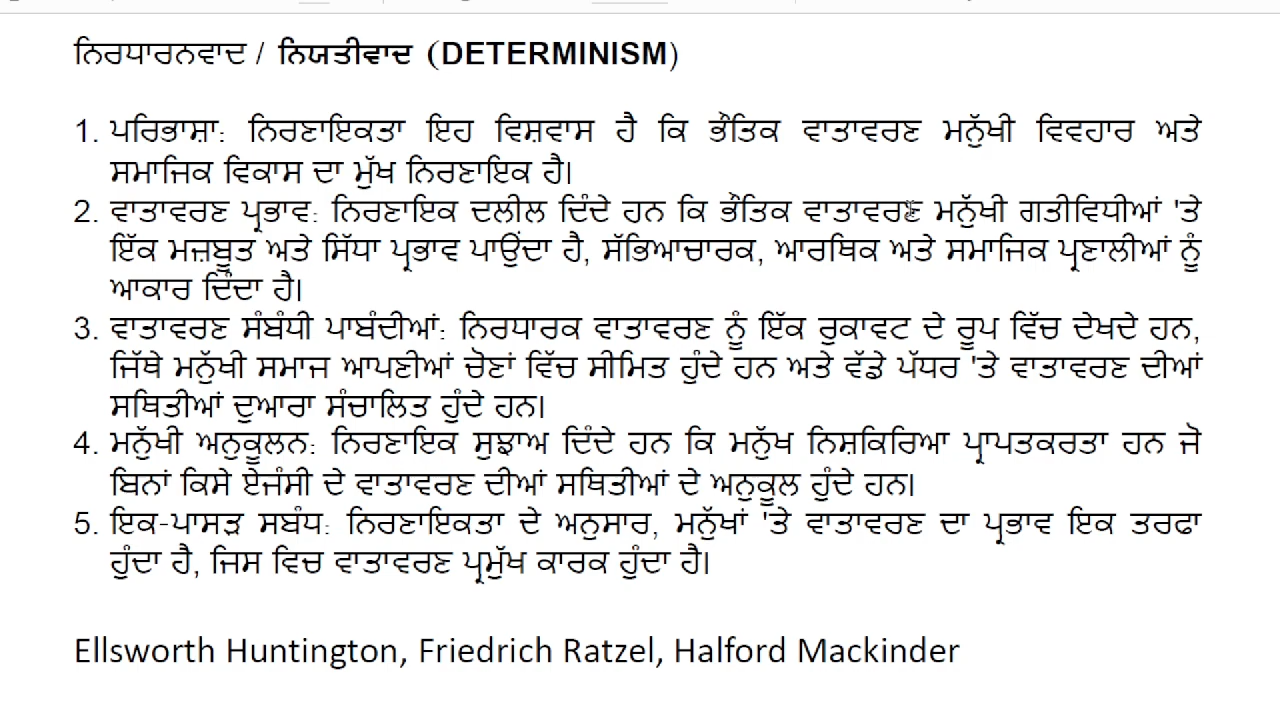 ਨਿਰਧਾਰਨਵਾਦ / ਨਿਯਤੀਵਾਦ (DETERMINISM)
1. ਪਰਿਭਾਸ਼ਾ: ਨਿਰਣਾਇਕਤਾ ਇਹ ਵਿਸ਼ਵਾਸ ਹੈ ਕਿ ਭੌਤਿਕ ਵਾਤਾਵਰਣ ਮਨੁੱਖੀ ਵਿਵਹਾਰ ਅਤੇ
ਸਮਾਜਿਕ ਵਿਕਾਸ ਦਾ ਮੁੱਖ ਨਿਰਣਾਇਕ ਹੈ।
2. ਵਾਤਾਵਰਣ ਪ੍ਰਭਾਵ: ਨਿਰਣਾਇਕ ਦਲੀਲ ਦਿੰਦੇ ਹਨ ਕਿ ਭੌਤਿਕ ਵਾਤਾਵਰਣ ਮਨੁੱਖੀ ਗਤੀਵਿਧੀਆਂ 'ਤੇ
ਇੱਕ ਮਜ਼ਬੂਤ ਅਤੇ ਸਿੱਧਾ ਪ੍ਰਭਾਵ ਪਾਉਂਦਾ ਹੈ, ਸੱਭਿਆਚਾਰਕ, ਆਰਥਿਕ ਅਤੇ ਸਮਾਜਿਕ ਪ੍ਰਣਾਲੀਆਂ ਨੂੰ
ਆਕਾਰ ਦਿੰਦਾ ਹੈ।
3. ਵਾਤਾਵਰਣ ਸੰਬੰਧੀ ਪਾਬੰਦੀਆਂ: ਨਿਰਧਾਰਕ ਵਾਤਾਵਰਣ ਨੂੰ ਇੱਕ ਰੁਕਾਵਟ ਦੇ ਰੂਪ ਵਿੱਚ ਦੇਖਦੇ ਹਨ,
ਜਿੱਥੇ ਮਨੁੱਖੀ ਸਮਾਜ ਆਪਣੀਆਂ ਚੋਣਾਂ ਵਿੱਚ ਸੀਮਿਤ ਹੁੰਦੇ ਹਨ ਅਤੇ ਵੱਡੇ ਪੱਧਰ 'ਤੇ ਵਾਤਾਵਰਣ ਦੀਆਂ
ਸਥਿਤੀਆਂ ਦੁਆਰਾ ਸੰਚਾਲਿਤ ਹੁੰਦੇ ਹਨ।
4. ਮਨੁੱਖੀ ਅਨੁਕੂਲਨ: ਨਿਰਣਾਇਕ ਸੁਝਾਅ ਦਿੰਦੇ ਹਨ ਕਿ ਮਨੁੱਖ ਨਿਸ਼ਕਿਰਿਆ ਪ੍ਰਾਪਤਕਰਤਾ ਹਨ ਜੋ
ਬਿਨਾਂ ਕਿਸੇ ਏਜੰਸੀ ਦੇ ਵਾਤਾਵਰਣ ਦੀਆਂ ਸਥਿਤੀਆਂ ਦੇ ਅਨੁਕੂਲ ਹੁੰਦੇ ਹਨ।
5. ਇਕ-ਪਾਸੜ ਸਬੰਧ: ਨਿਰਣਾਇਕਤਾ ਦੇ ਅਨੁਸਾਰ, ਮਨੁੱਖਾਂ 'ਤੇ ਵਾਤਾਵਰਣ ਦਾ ਪ੍ਰਭਾਵ ਇਕ ਤਰਫਾ
ਹੁੰਦਾ ਹੈ, ਜਿਸ ਵਿਚ ਵਾਤਾਵਰਣ ਪ੍ਰਮੁੱਖ ਕਾਰਕ ਹੁੰਦਾ ਹੈ।
Ellsworth Huntington, Friedrich Ratzel, Halford Mackinder